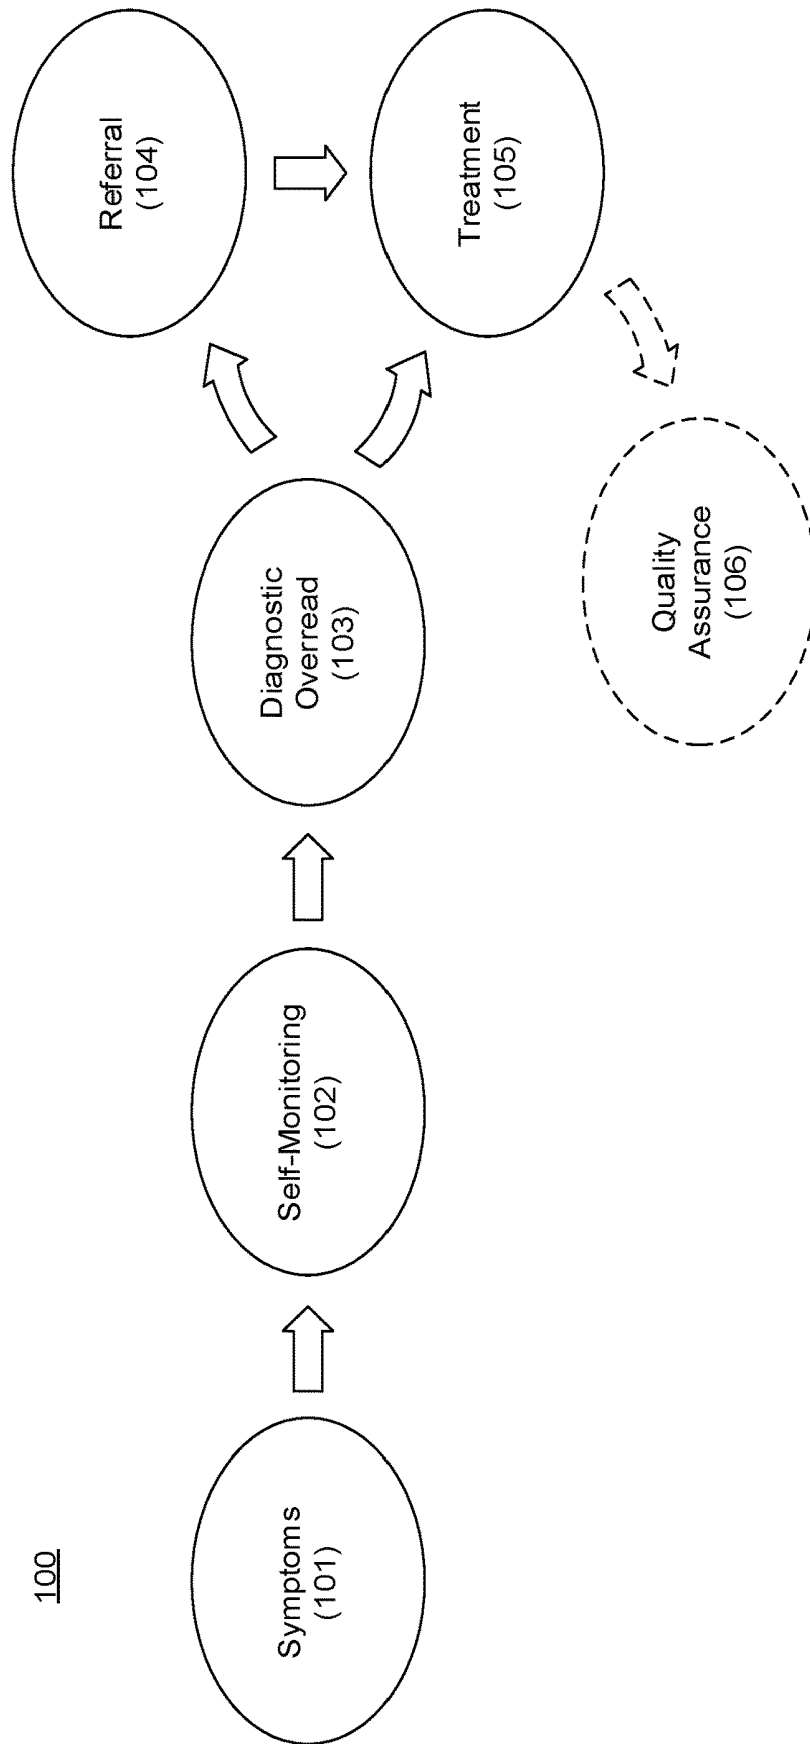 100
Symptoms
(101)
Self-Monitoring
(102)
Diagnostic
Overread
(103)
Referral
(104)
Treatment
(105)
Quality
Assurance
(106)